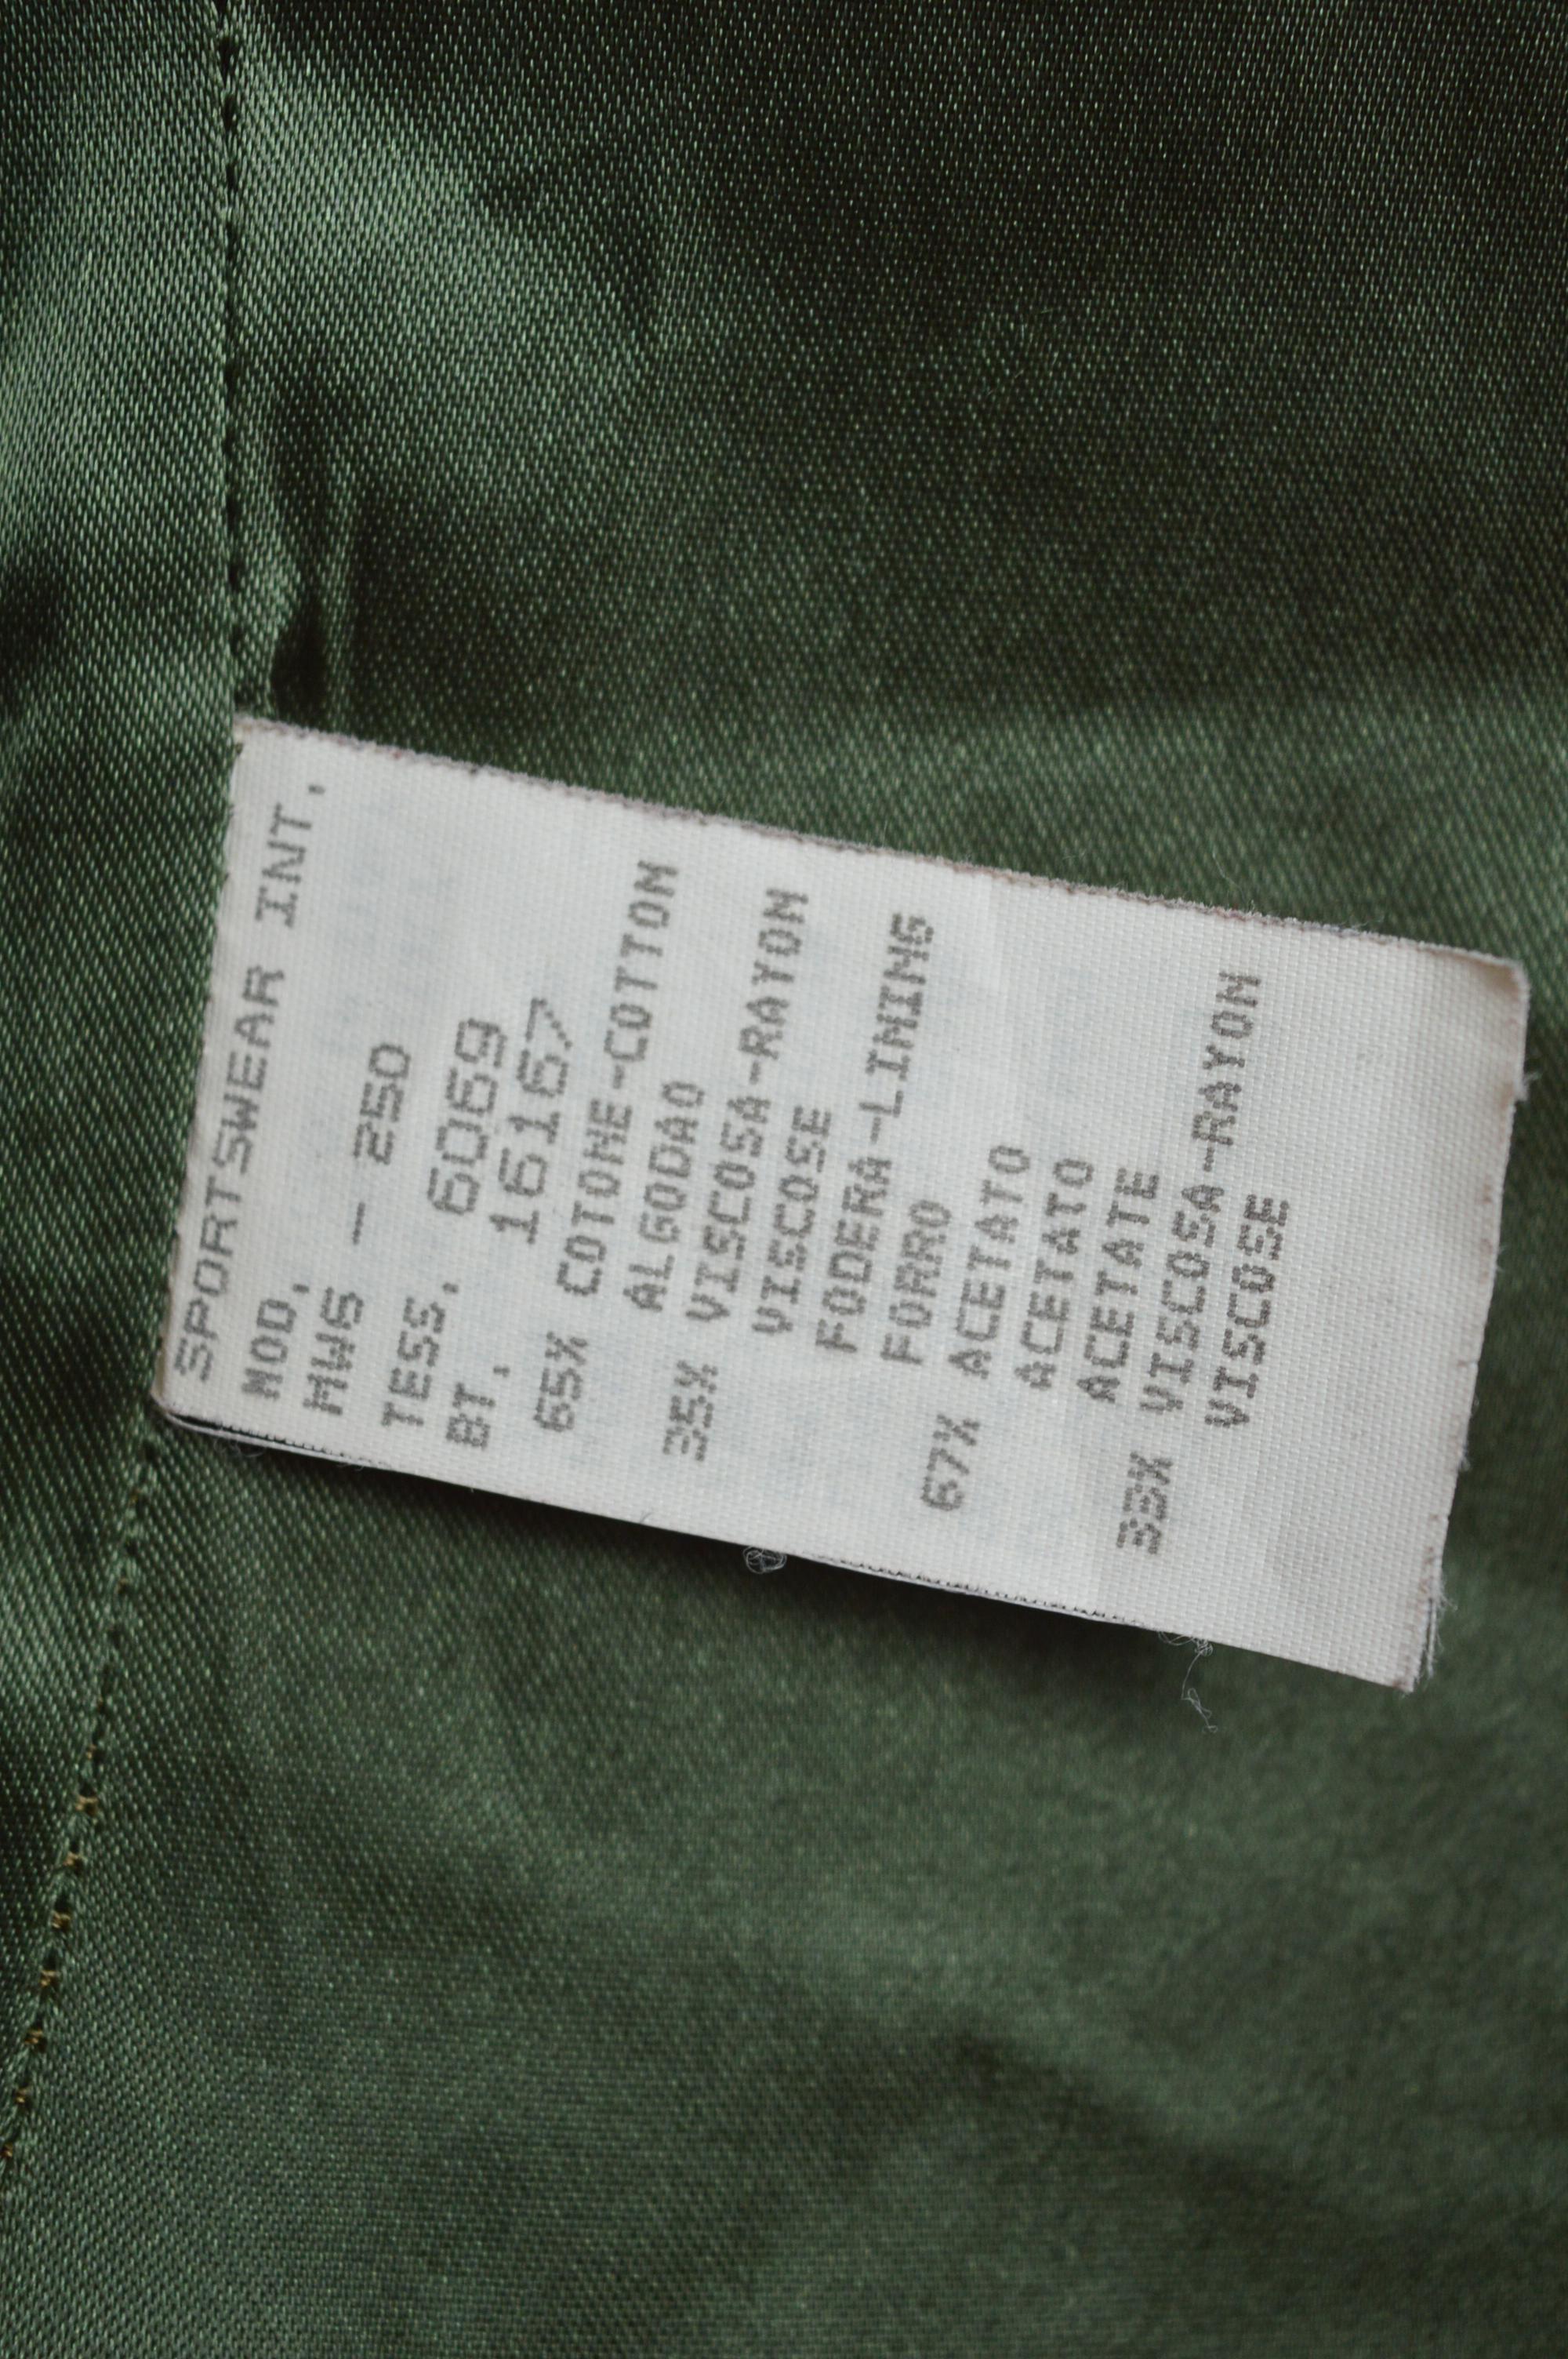 SPORTSWEAR INT.
MOD.
MWS - 250
TESS. 6069
BT. 16167
65% COTONE-COTTON
ALGODAO
35% VISCOSA-RAYON
VISCOSE
FODERA-LINING
FORRO
67% ACETATO
ACETATO
ACETATE
33% VISCOSA-RAYON
VISCOSE